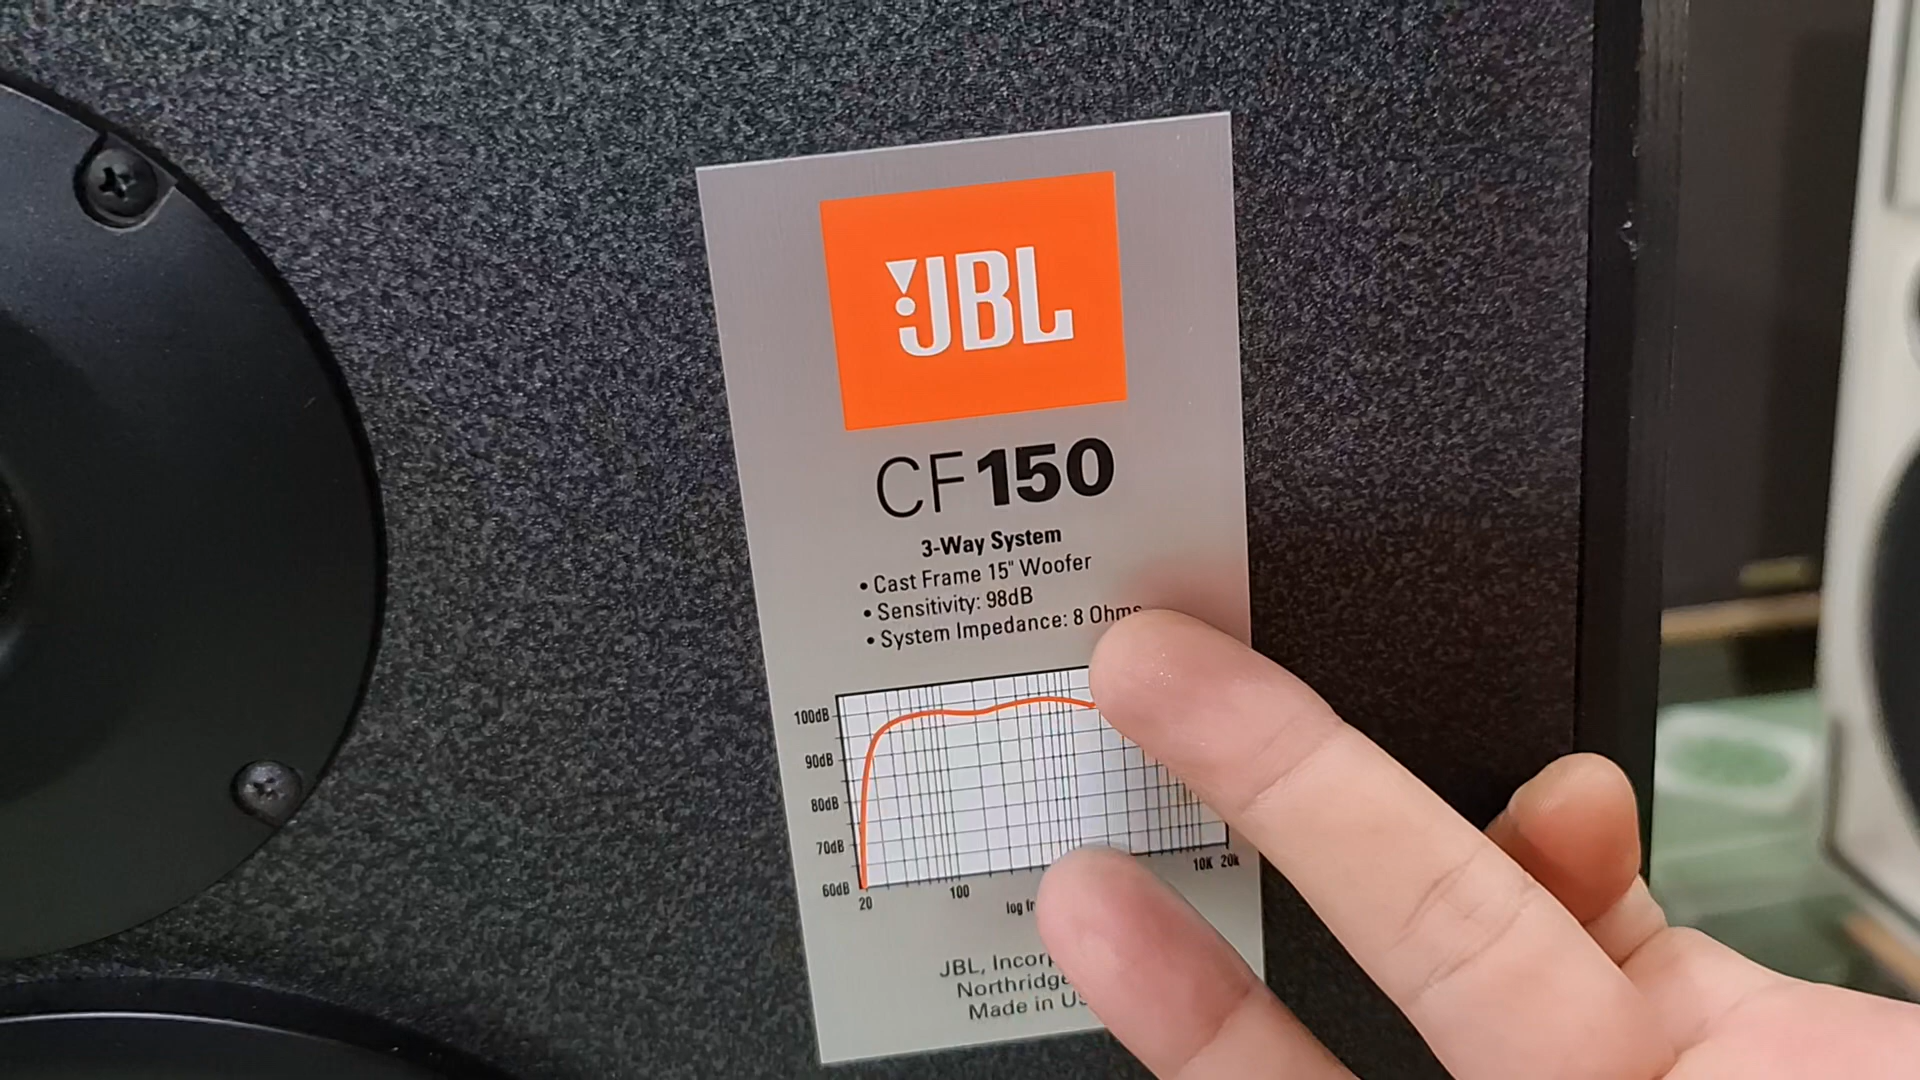 JBL
CF150
3-Way System
• Cast Frame 15" Woofer
• Sensitivity: 98dB
• System Impedance: 8 Ohms
100dB
90dB
80dB
70dB
60dB
20
100
10K
20k
log
JBL,
Northridge
Made in